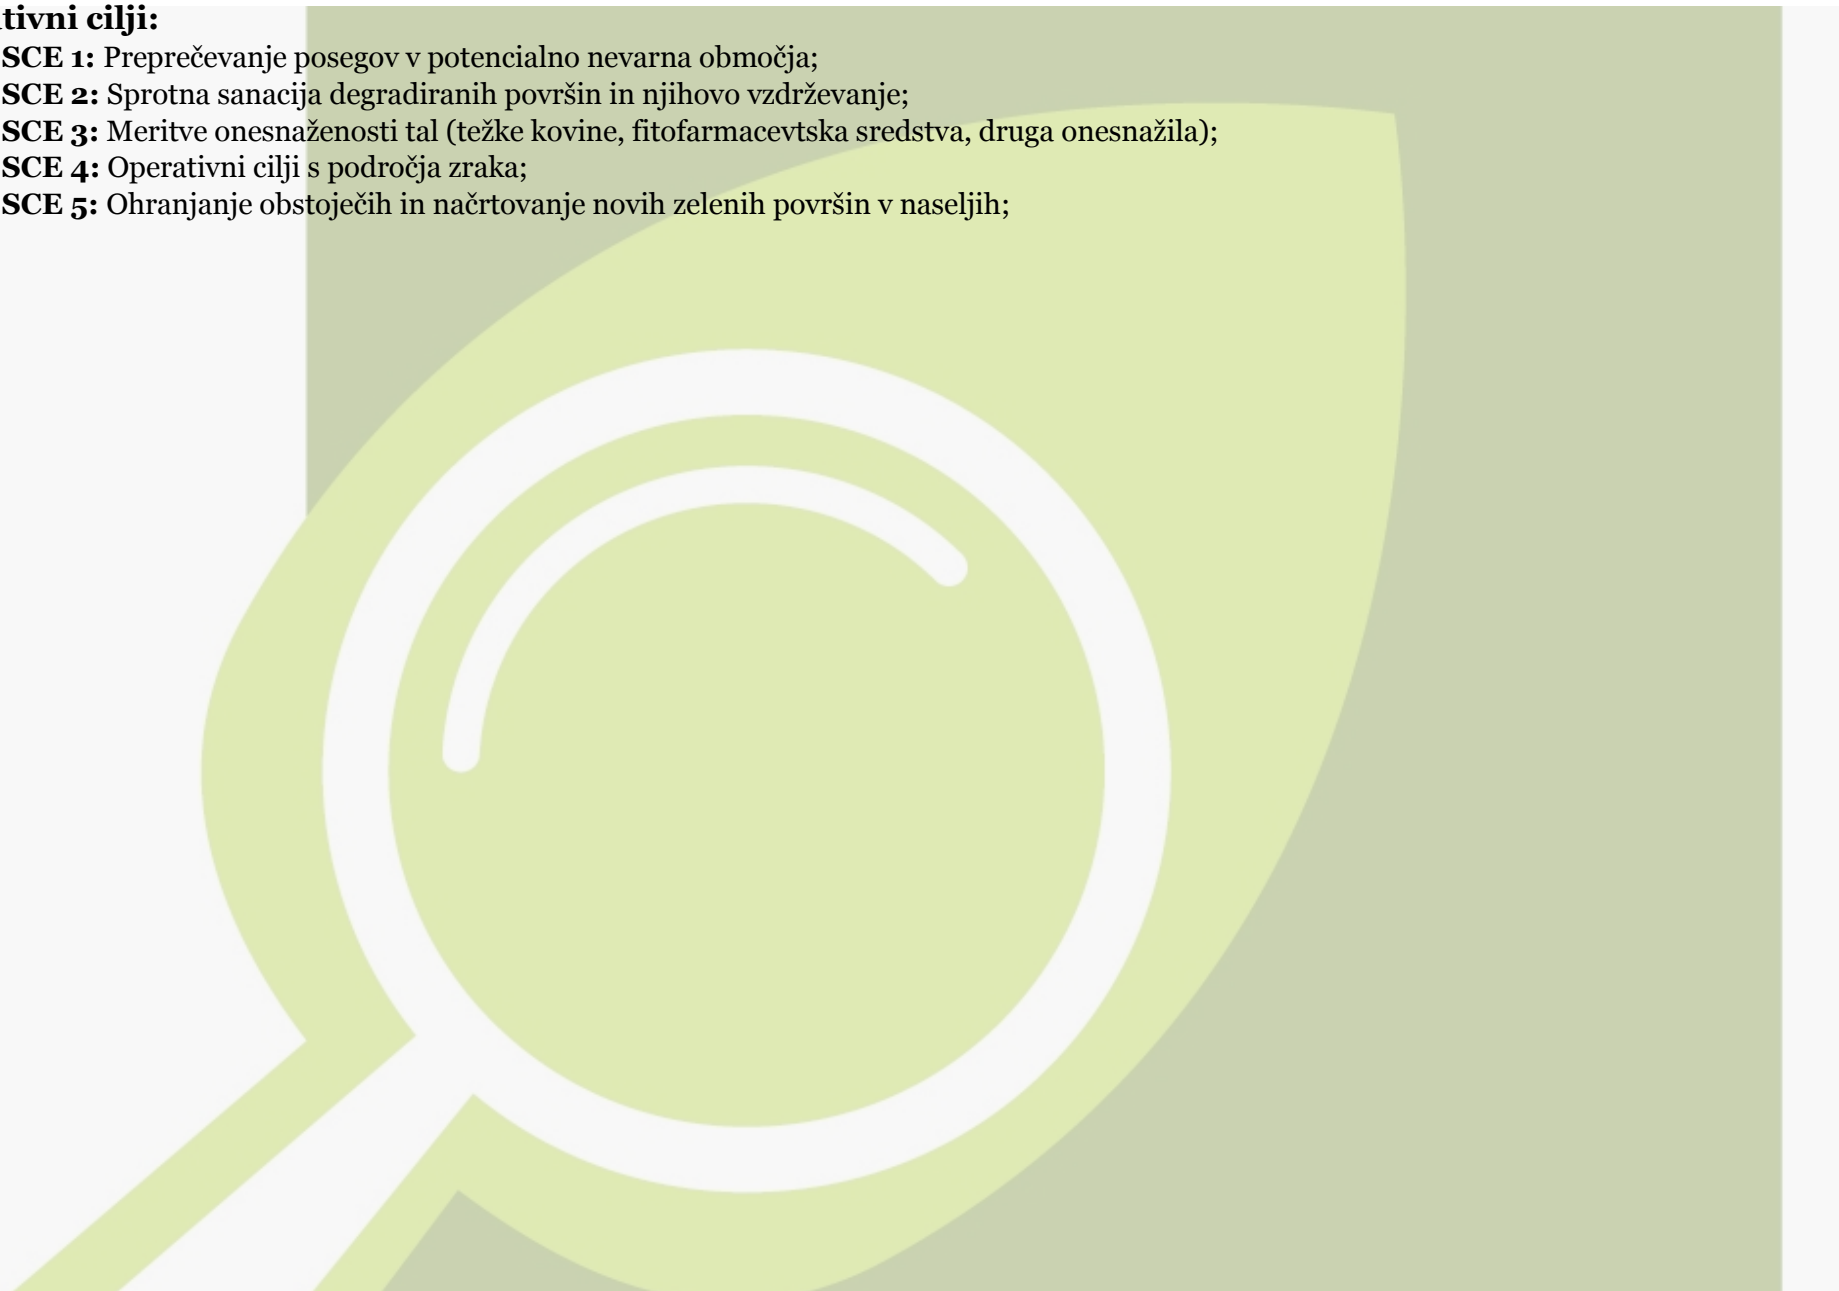 tivni cilji:
SCE 1: Preprečevanje posegov v potencialno nevarna območja;
SCE 2: Sprotna sanacija degradiranih površin in njihovo vzdrževanje;
SCE 3: Meritve onesnaženosti tal (težke kovine, fitofarmacevtska sredstva, druga onesnažila);
SCE 4: Operativni cilji s področja zraka;
SCE 5: Ohranjanje obstoječih in načrtovanje novih zelenih površin v naseljih;